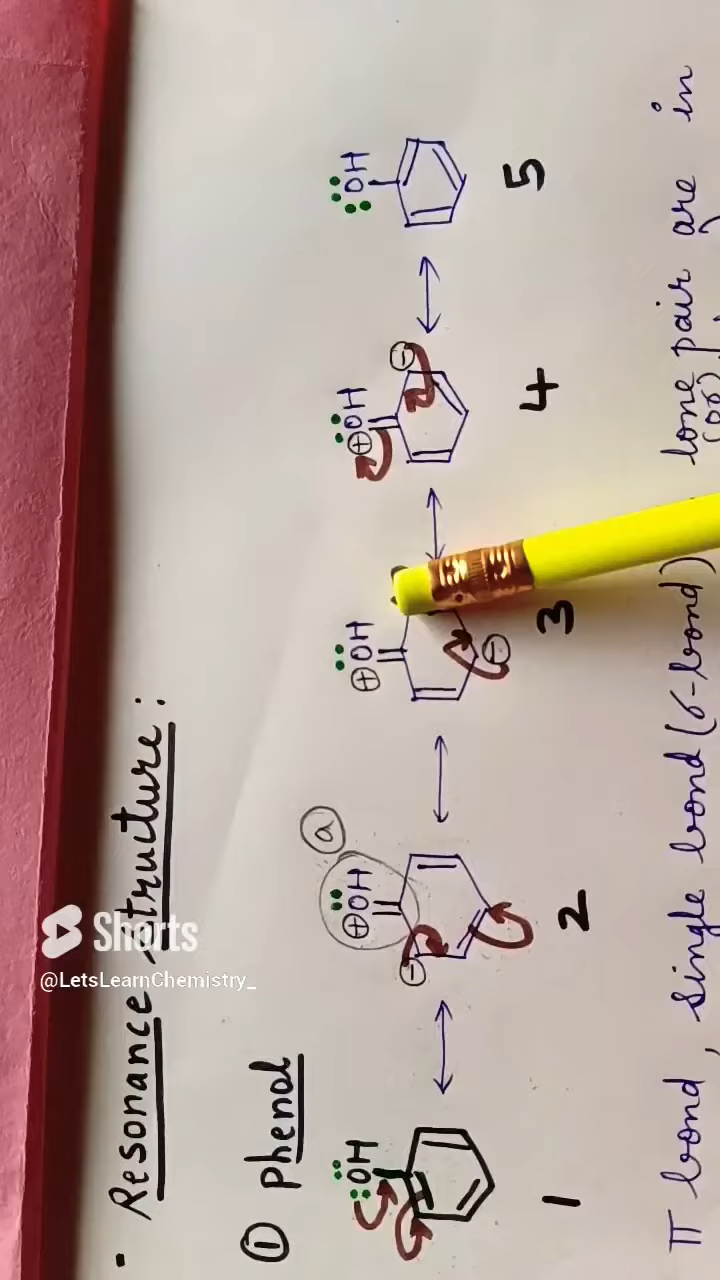 • Resonance structure :
① phenol
ⓐ
⊕ OH
OH
⊕ OH
⊕ OH
OH
⊖
⊖
⊖
1
2
3
4
5
π bond, single bond (σ-bond) lone pair are in
Shorts
@LetsLearnChemistry_